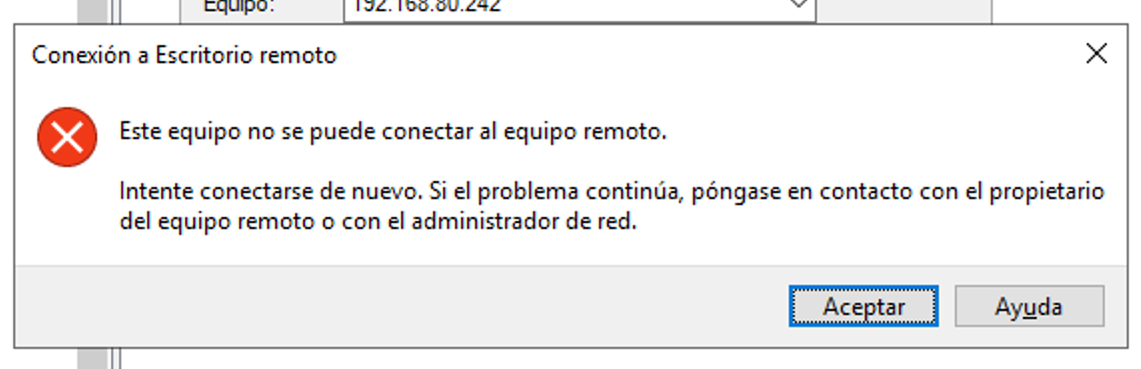 Equipo:
192.168.80.242
Conexión a Escritorio remoto
Este equipo no se puede conectar al equipo remoto.
Intente conectarse de nuevo. Si el problema continúa, póngase en contacto con el propietario
del equipo remoto o con el administrador de red.
Aceptar
Ayuda